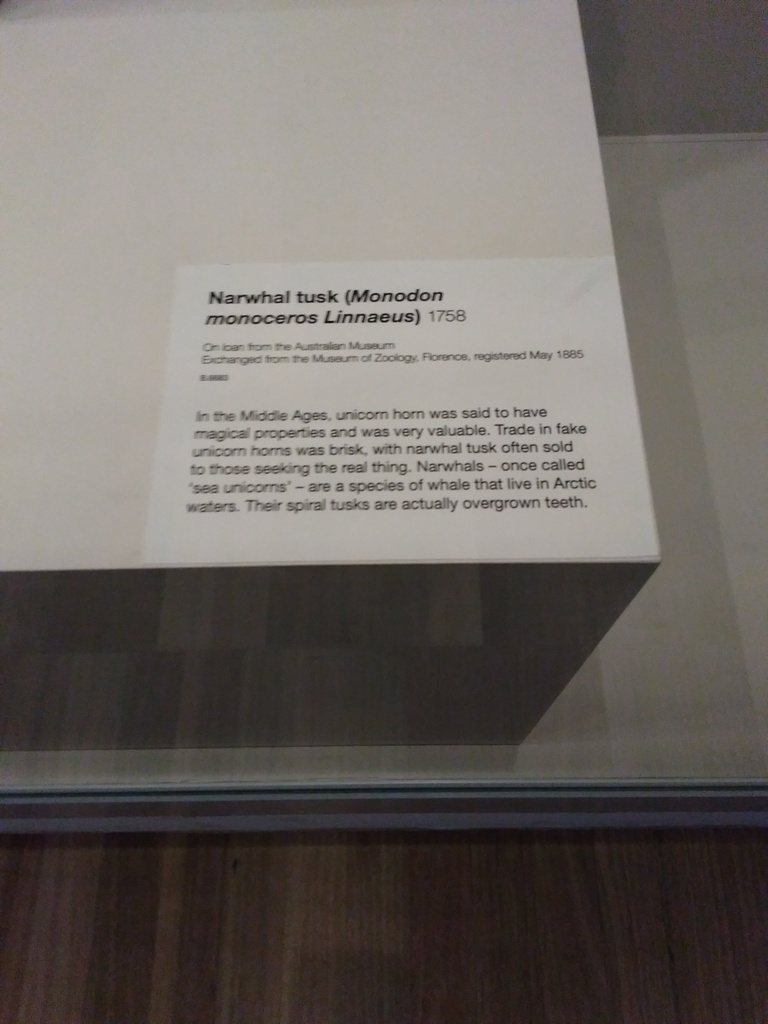 Narwhal tusk (Monodon
monoceros Linnaeus) 1758
On loan from the Australian Museum
Exchanged from the Museum of Zoology, Florence, registered May 1885
In the Middle Ages, unicorn horn was said to have
magical properties and was very valuable. Trade in fake
unicorn horns was brisk, with narwhal tusk often sold
to those seeking the real thing. Narwhals – once called
'sea unicorns' – are a species of whale that live in Arctic
waters. Their spiral tusks are actually overgrown teeth.